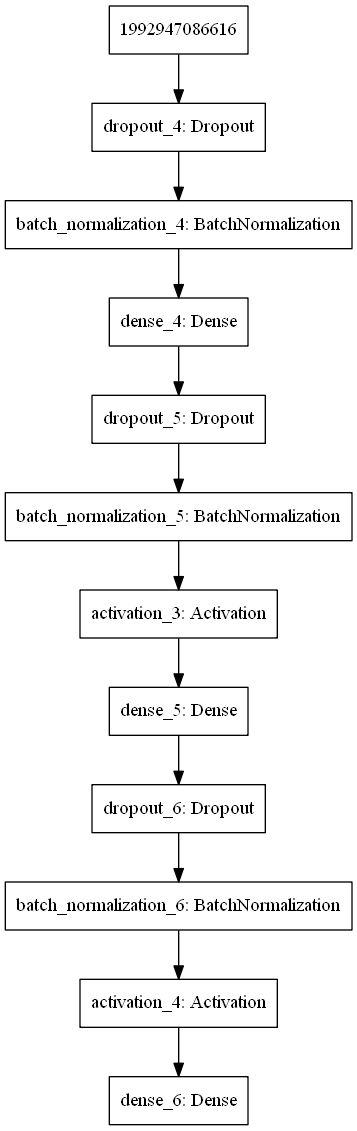 1992947086616
dropout_4: Dropout
batch_normalization_4: BatchNormalization
dense_4: Dense
dropout_5: Dropout
batch_normalization_5: BatchNormalization
activation_3: Activation
dense_5: Dense
dropout_6: Dropout
batch_normalization_6: BatchNormalization
activation_4: Activation
dense_6: Dense